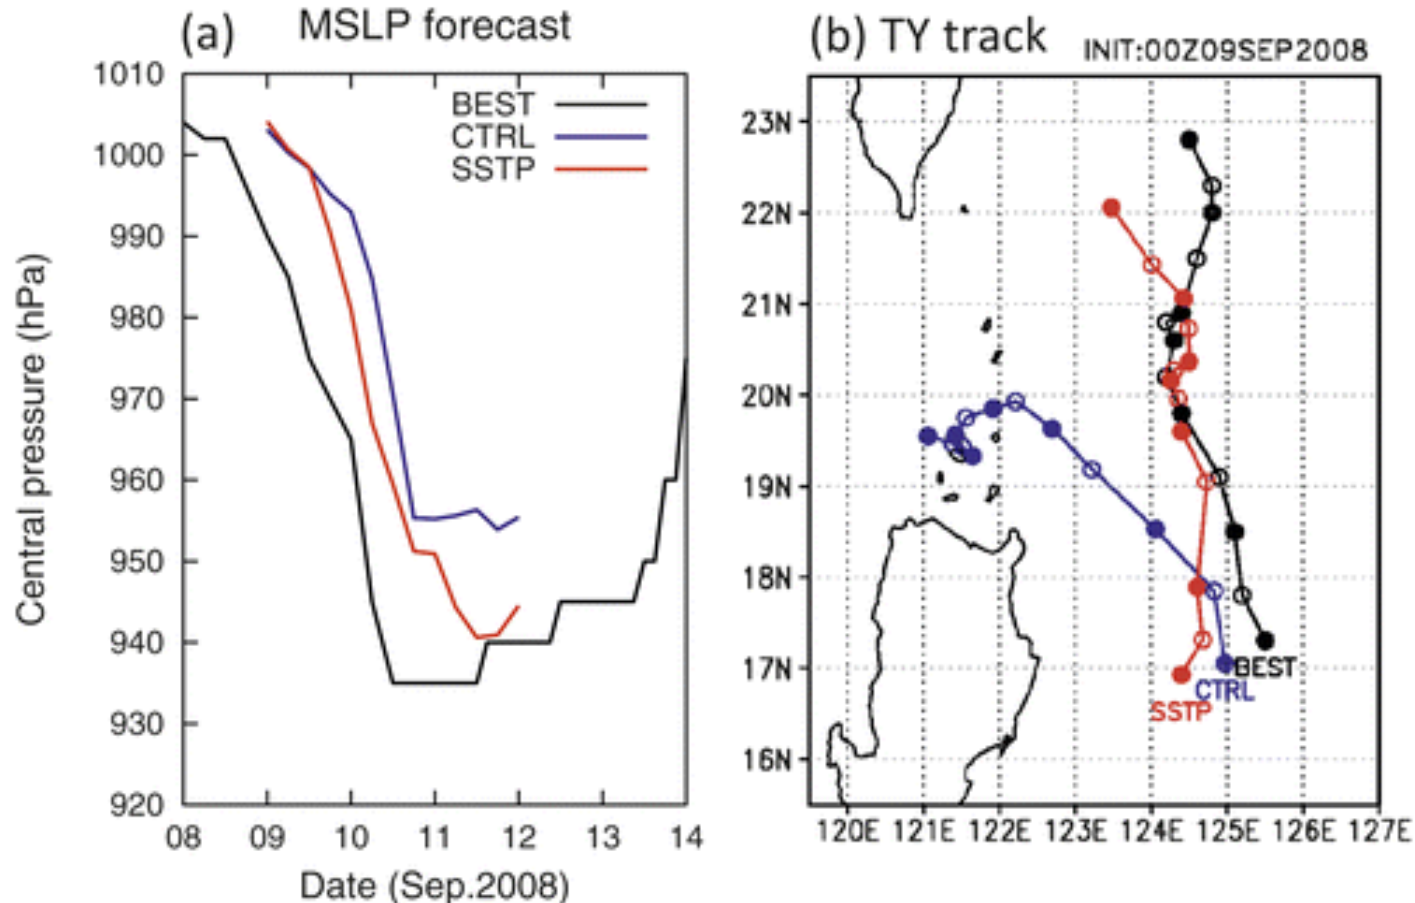 (a) MSLP forecast
1010
1000
990
980
970
960
950
940
930
920
Central pressure (hPa)
BEST
CTRL
SSTP
08 09 10 11 12 13 14
Date (Sep.2008)
(b) TY track
INIT:00Z09SEP2008
23N
22N
21N
20N
19N
18N
17N
16N
BEST
CTRL
SSTP
120E 121E 122E 123E 124E 125E 126E 127E